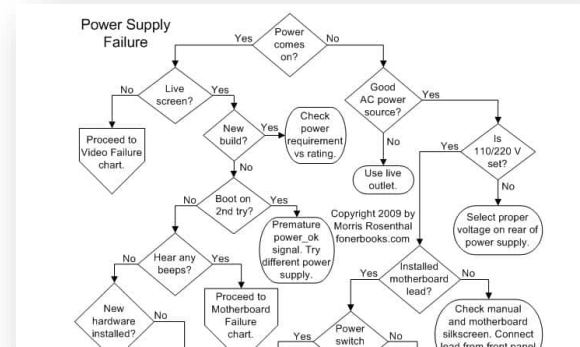 Power Supply
Failure
Power
comes
on?
Yes
No
Live
screen?
No
Yes
Good
AC power
source?
Yes
No
Proceed to
Video Failure
chart.
New
build?
Yes
No
Check
power
requirement
vs rating.
Use live
outlet.
Is
110/220 V
set?
Yes
No
Boot on
2nd try?
No
Yes
Premature
power_ok
signal. Try
different power
supply.
Copyright 2009 by
Morris Rosenthal
fonerbooks.com
Select proper
voltage on rear of
power supply.
Hear any
beeps?
No
Yes
Installed
motherboard
lead?
Yes
No
New
hardware
installed?
No
Proceed to
Motherboard
Failure
chart.
Power
switch
Yes
No
Check manual
and motherboard
silkscreen. Connect
lead from front panel